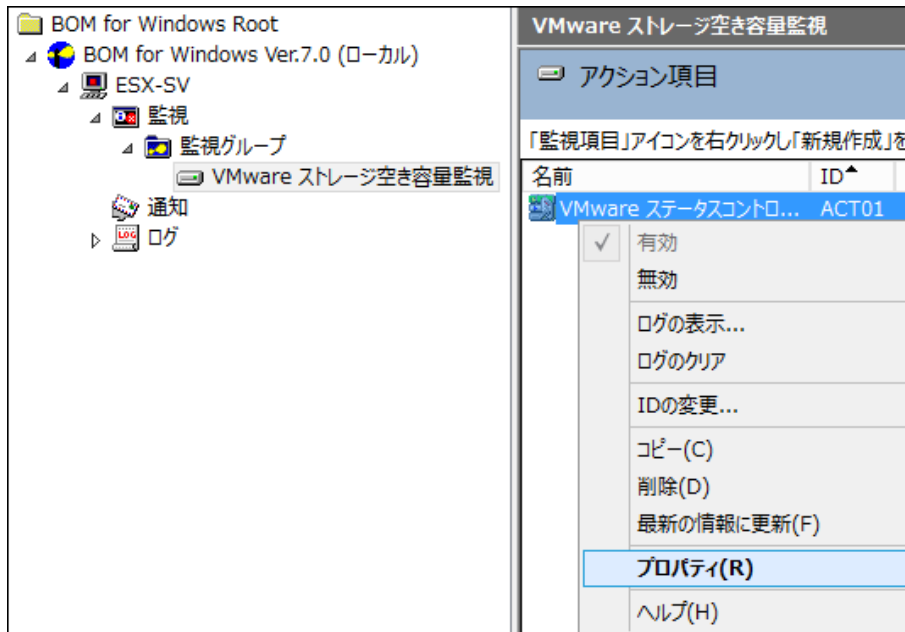 BOM for Windows Root
BOM for Windows Ver.7.0 (ローカル)
ESX-SV
監視
監視グループ
VMware ストレージ空き容量監視
通知
LOG
ログ
VMware ストレージ空き容量監視
アクション項目
「監視項目」アイコンを右クリックし「新規作成」を
名前 ID
VMware ステータスコントロ... ACT01
有効
無効
ログの表示...
ログのクリア
IDの変更...
コピー(C)
削除(D)
最新の情報に更新(F)
プロパティ(R)
ヘルプ(H)